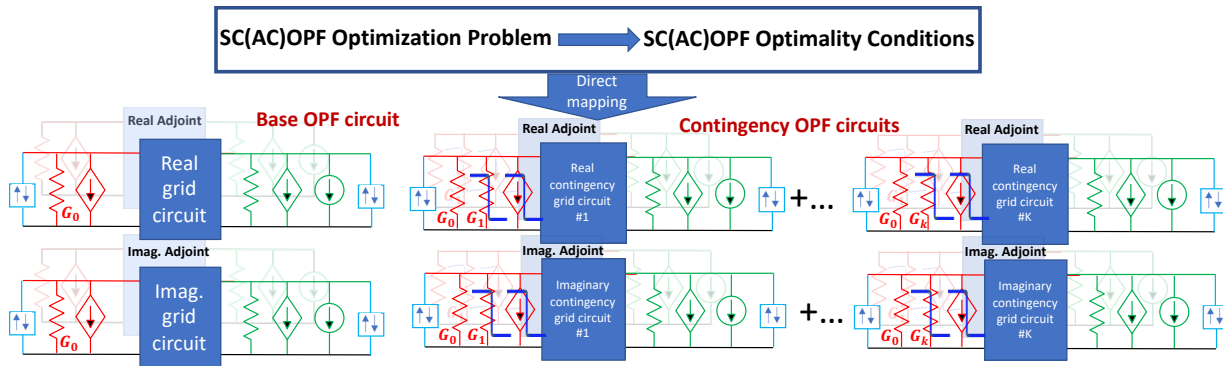 SC(AC)OPF Optimization Problem SC(AC)OPF Optimality Conditions
Direct
mapping
Base OPF circuit
Contingency OPF circuits
Real Adjoint
Real
grid
circuit
G0
Real Adjoint
Real
contingency
grid circuit
#1
G0 G1
+...
Real Adjoint
Real
contingency
grid circuit
#K
G0 Gk
Imag. Adjoint
Imag.
grid
circuit
G0
Imag. Adjoint
Imaginary
contingency
grid circuit
#1
G0 G1
+...
Imag. Adjoint
Imaginary
contingency
grid circuit
#K
G0 Gk